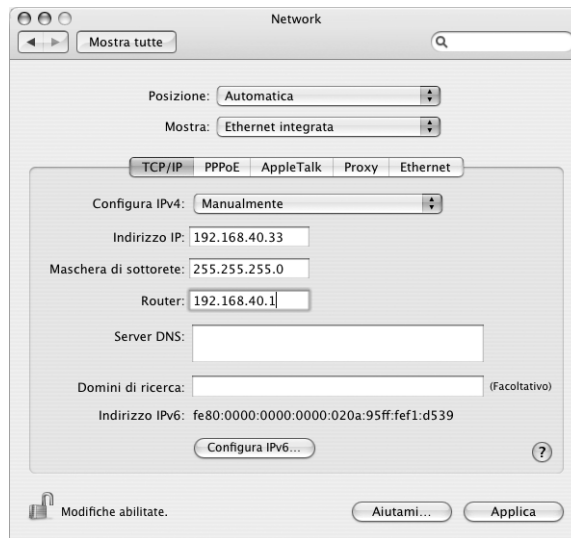 Network
Mostra tutte
Posizione: Automatica
Mostra: Ethernet integrata
TCP/IP PPPoE AppleTalk Proxy Ethernet
Configura IPv4: Manualmente
Indirizzo IP: 192.168.40.33
Maschera di sottorete: 255.255.255.0
Router: 192.168.40.1
Server DNS:
Domini di ricerca: (Facoltativo)
Indirizzo IPv6: fe80:0000:0000:0000:020a:95ff:fef1:d539
Configura IPv6... ?
Modifiche abilitate. Aiutami... Applica